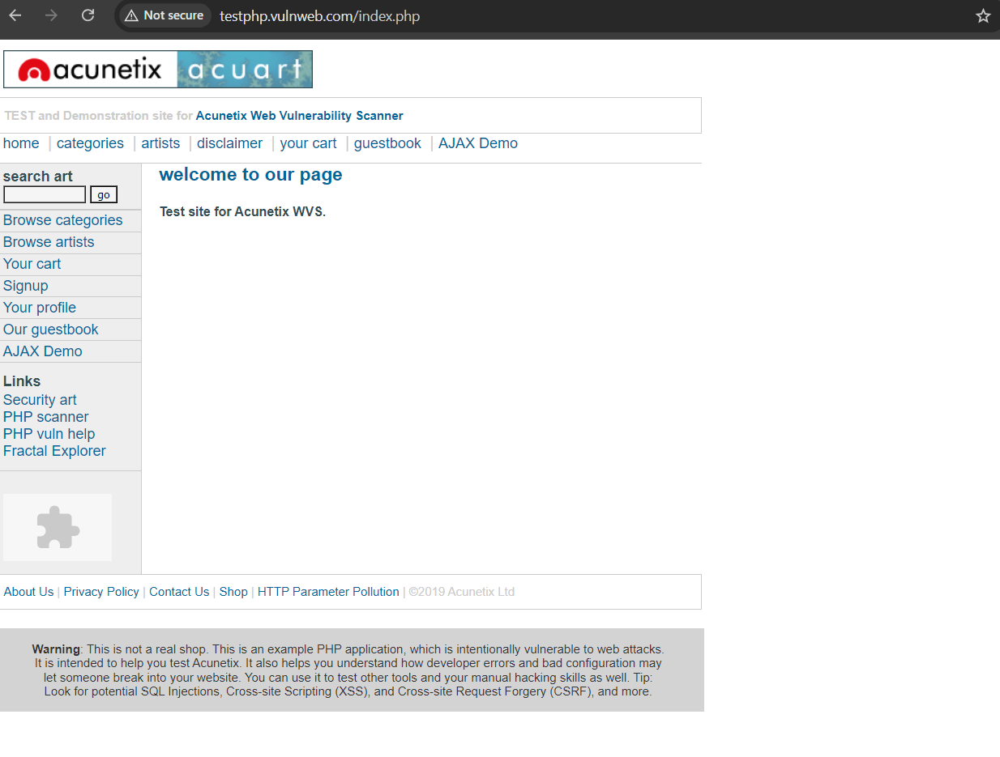 Not secure testphp.vulnweb.com/index.php
acunetix acuart
TEST and Demonstration site for Acunetix Web Vulnerability Scanner
home | categories | artists | disclaimer | your cart | guestbook | AJAX Demo
search art
go
Browse categories
Browse artists
Your cart
Signup
Your profile
Our guestbook
AJAX Demo
Links
Security art
PHP scanner
PHP vuln help
Fractal Explorer
welcome to our page
Test site for Acunetix WVS.
About Us | Privacy Policy | Contact Us | Shop | HTTP Parameter Pollution | ©2019 Acunetix Ltd
Warning: This is not a real shop. This is an example PHP application, which is intentionally vulnerable to web attacks.
It is intended to help you test Acunetix. It also helps you understand how developer errors and bad configuration may
let someone break into your website. You can use it to test other tools and your manual hacking skills as well. Tip:
Look for potential SQL Injections, Cross-site Scripting (XSS), and Cross-site Request Forgery (CSRF), and more.